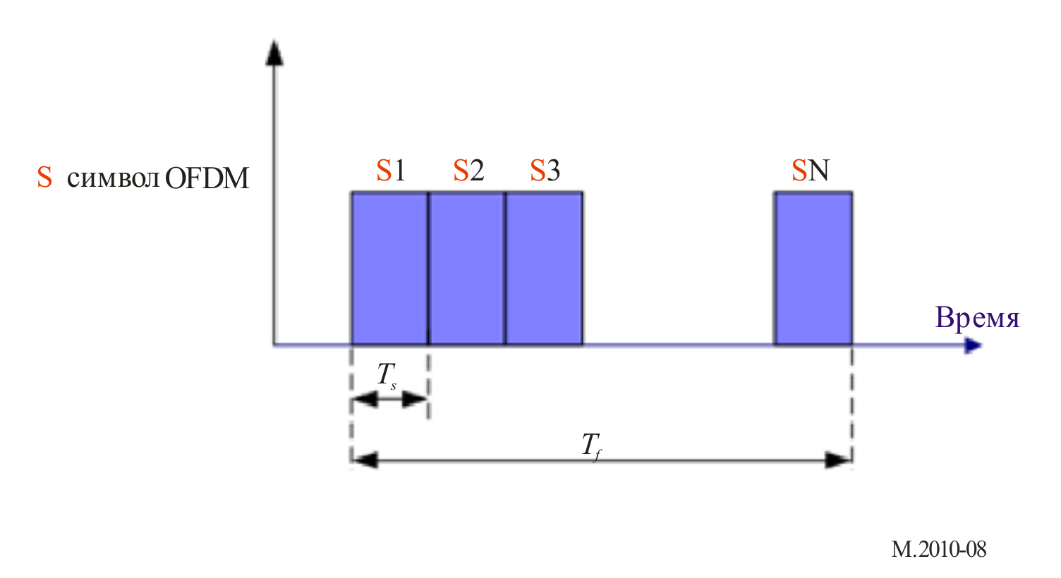 S1 S2 S3 SN
S символ OFDM
Время
Ts
Tf
M.2010-08